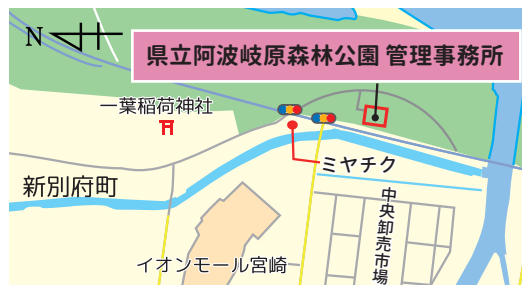 N
県立阿波岐原森林公園 管理事務所
一葉稲荷神社
ミヤチク
新別府町
中央卸売市場
イオンモール宮崎